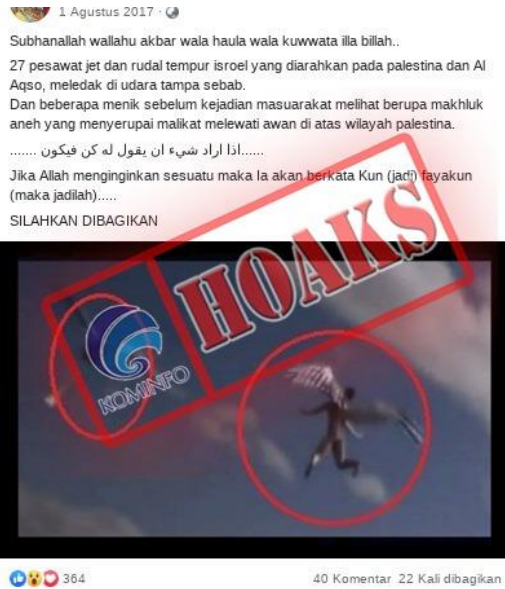 1 Agustus 2017
Subhanallah wallahu akbar wala haula wala kuwwata illa billah..
27 pesawat jet dan rudal tempur isroel yang diarahkan pada palestina dan Al
Aqso, meledak di udara tampa sebab.
Dan beberapa menik sebelum kejadian masuarakat melihat berupa makhluk
aneh yang menyerupai malikat melewati awan di atas wilayah palestina.
......اذا اراد شيء ان يقول له كن فيكون .......
Jika Allah menginginkan sesuatu maka Ia akan berkata Kun (jadi) fayakun
(maka jadilah).....
SILAHKAN DIBAGIKAN
HOAKS
KOMINFO
364
40 Komentar 22 Kali dibagikan